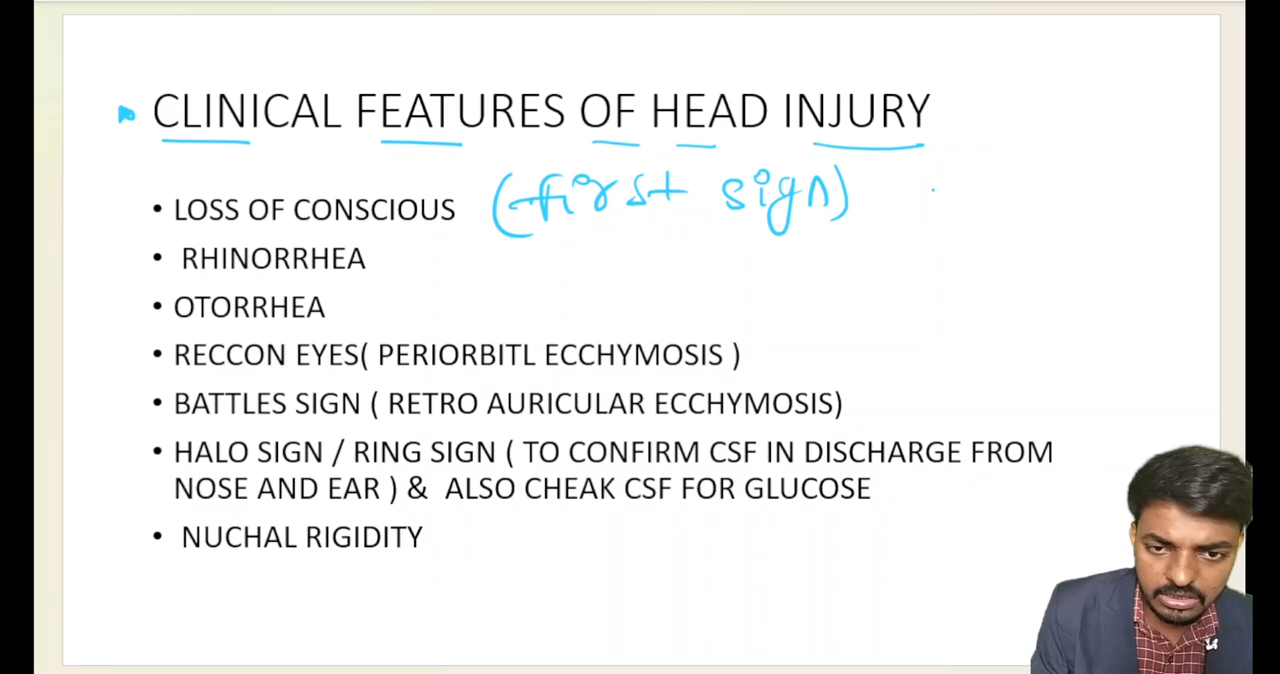 CLINICAL FEATURES OF HEAD INJURY
• LOSS OF CONSCIOUS (first sign)
• RHINORRHEA
• OTORRHEA
• RECCON EYES( PERIORBITL ECCHYMOSIS )
• BATTLES SIGN ( RETRO AURICULAR ECCHYMOSIS)
• HALO SIGN / RING SIGN ( TO CONFIRM CSF IN DISCHARGE FROM
NOSE AND EAR ) & ALSO CHEAK CSF FOR GLUCOSE
• NUCHAL RIGIDITY